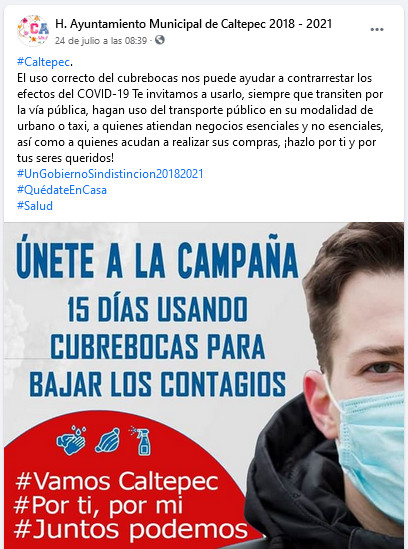 H. Ayuntamiento Municipal de Caltepec 2018 - 2021
24 de julio a las 08:39 ·
#Caltepec.
El uso correcto del cubrebocas nos puede ayudar a contrarrestar los
efectos del COVID-19 Te invitamos a usarlo, siempre que transiten por
la vía pública, hagan uso del transporte público en su modalidad de
urbano o taxi, a quienes atiendan negocios esenciales y no esenciales,
así como a quienes acudan a realizar sus compras, ¡hazlo por ti y por
tus seres queridos!
#UnGobiernoSindistincion20182021
#QuédateEnCasa
#Salud
ÚNETE A LA CAMPAÑA
15 DÍAS USANDO
CUBREBOCAS PARA
BAJAR LOS CONTAGIOS
#Vamos Caltepec
#Por ti, por mi
#Juntos podemos